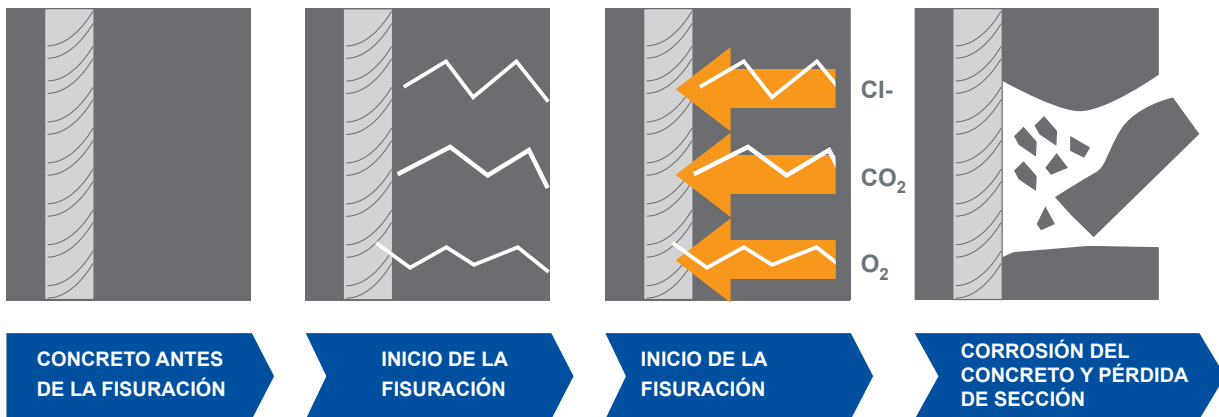 Cl-
CO₂
O₂
CONCRETO ANTES
DE LA FISURACIÓN
INICIO DE LA
FISURACIÓN
INICIO DE LA
FISURACIÓN
CORROSIÓN DEL
CONCRETO Y PÉRDIDA
DE SECCIÓN